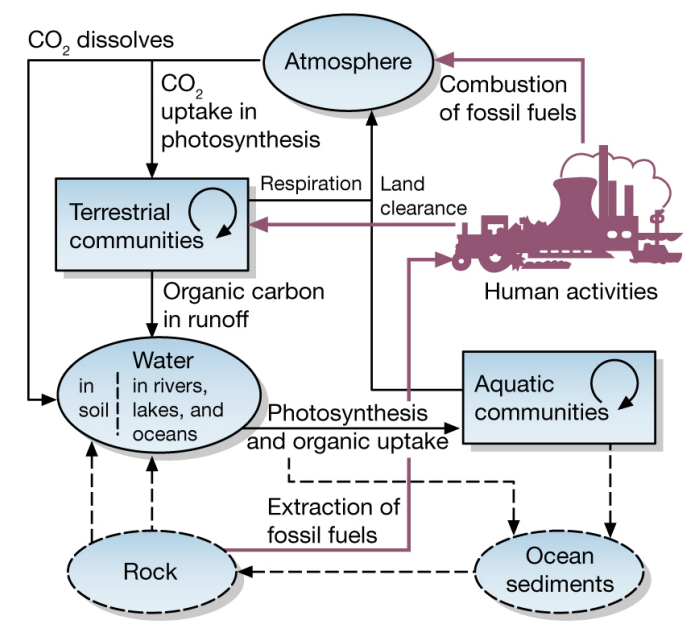 CO₂ dissolves
Atmosphere
CO₂
uptake in
photosynthesis
Combustion
of fossil fuels
Respiration
Land
clearance
Terrestrial
communities
Human activities
Organic carbon
in runoff
Water
in
soil
in rivers,
lakes, and
oceans
Aquatic
communities
Photosynthesis
and organic uptake
Extraction of
fossil fuels
Rock
Ocean
sediments